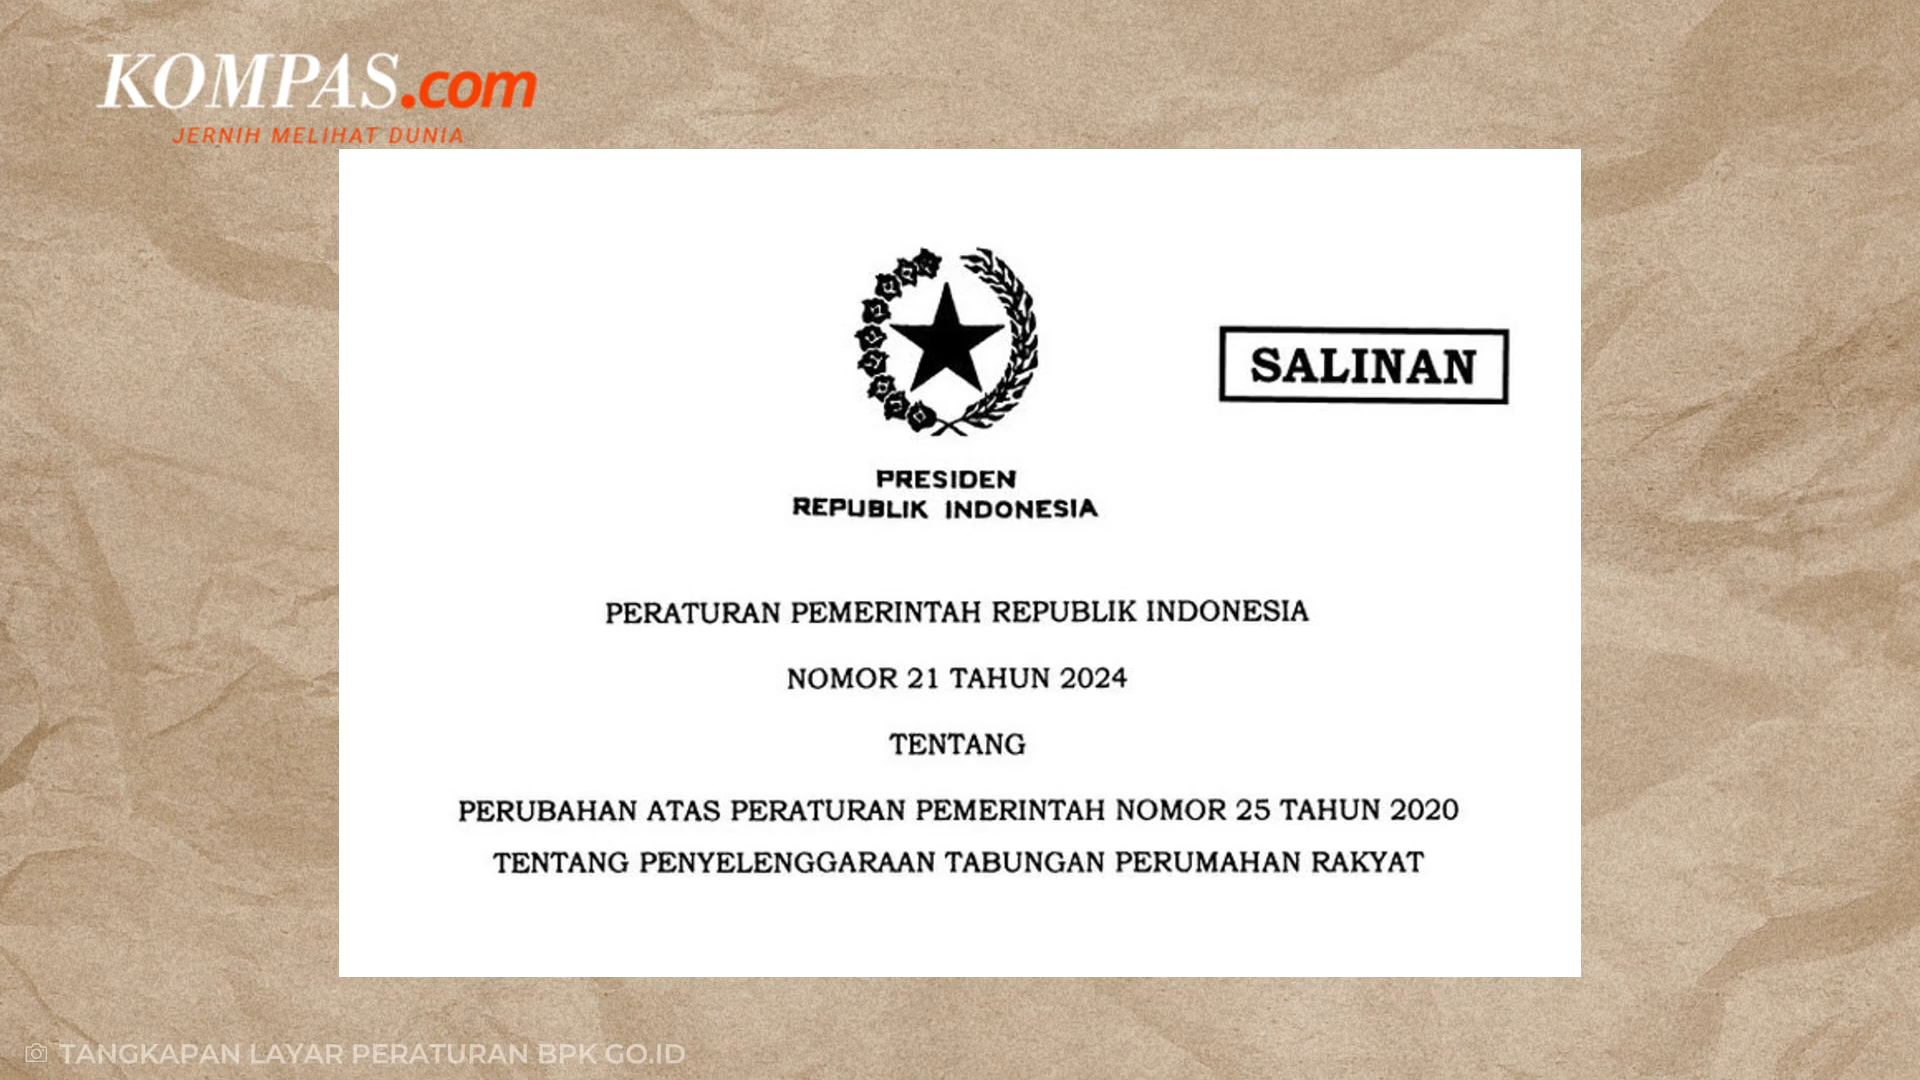 KOMPAS.com
JERNIH MELIHAT DUNIA
SALINAN
PRESIDEN
REPUBLIK INDONESIA
PERATURAN PEMERINTAH REPUBLIK INDONESIA
NOMOR 21 TAHUN 2024
TENTANG
PERUBAHAN ATAS PERATURAN PEMERINTAH NOMOR 25 TAHUN 2020
TENTANG PENYELENGGARAAN TABUNGAN PERUMAHAN RAKYAT
TANGKAPAN LAYAR PERATURAN BPK GO.ID